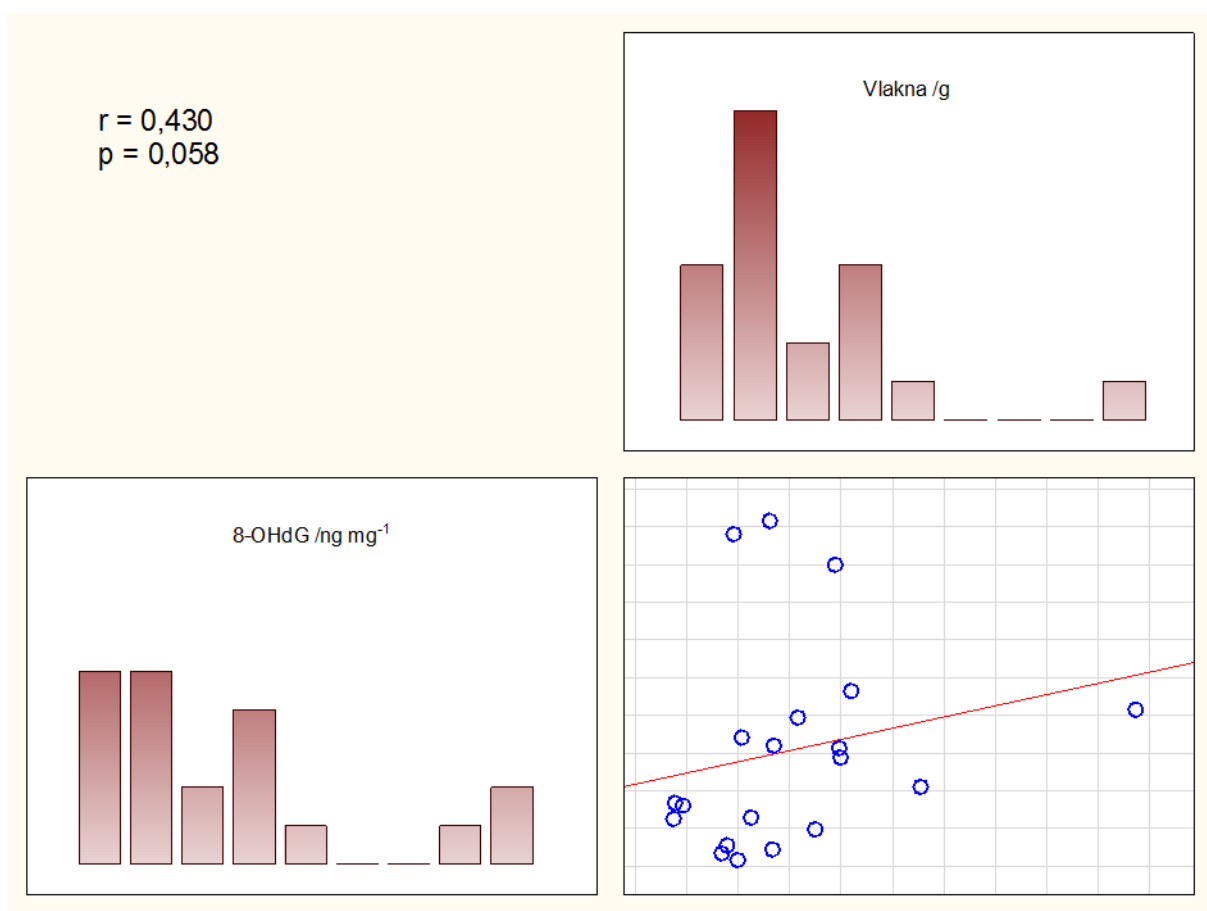 r = 0,430
p = 0,058
Vlakna /g
8-OHdG /ng mg⁻¹